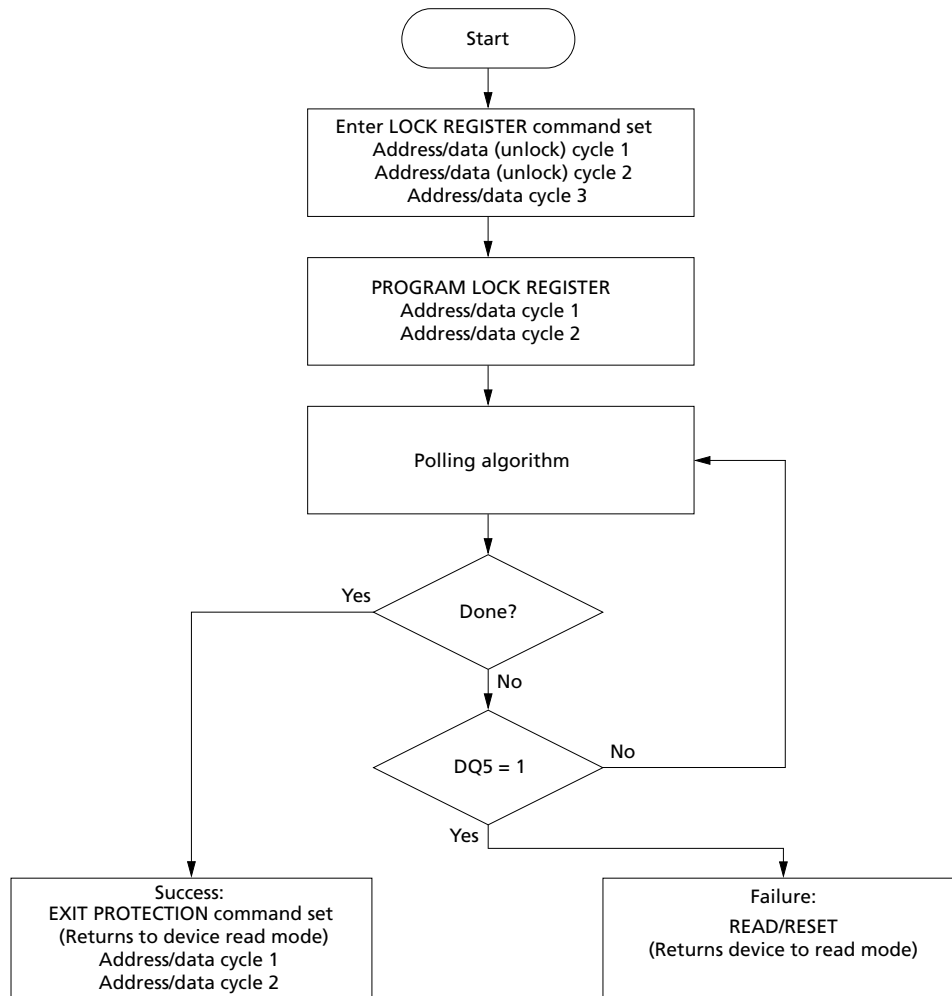 Start
Enter LOCK REGISTER command set
Address/data (unlock) cycle 1
Address/data (unlock) cycle 2
Address/data cycle 3
PROGRAM LOCK REGISTER
Address/data cycle 1
Address/data cycle 2
Polling algorithm
Yes
Done?
No
DQ5 = 1
No
Yes
Success:
EXIT PROTECTION command set
(Returns to device read mode)
Address/data cycle 1
Address/data cycle 2
Failure:
READ/RESET
(Returns device to read mode)